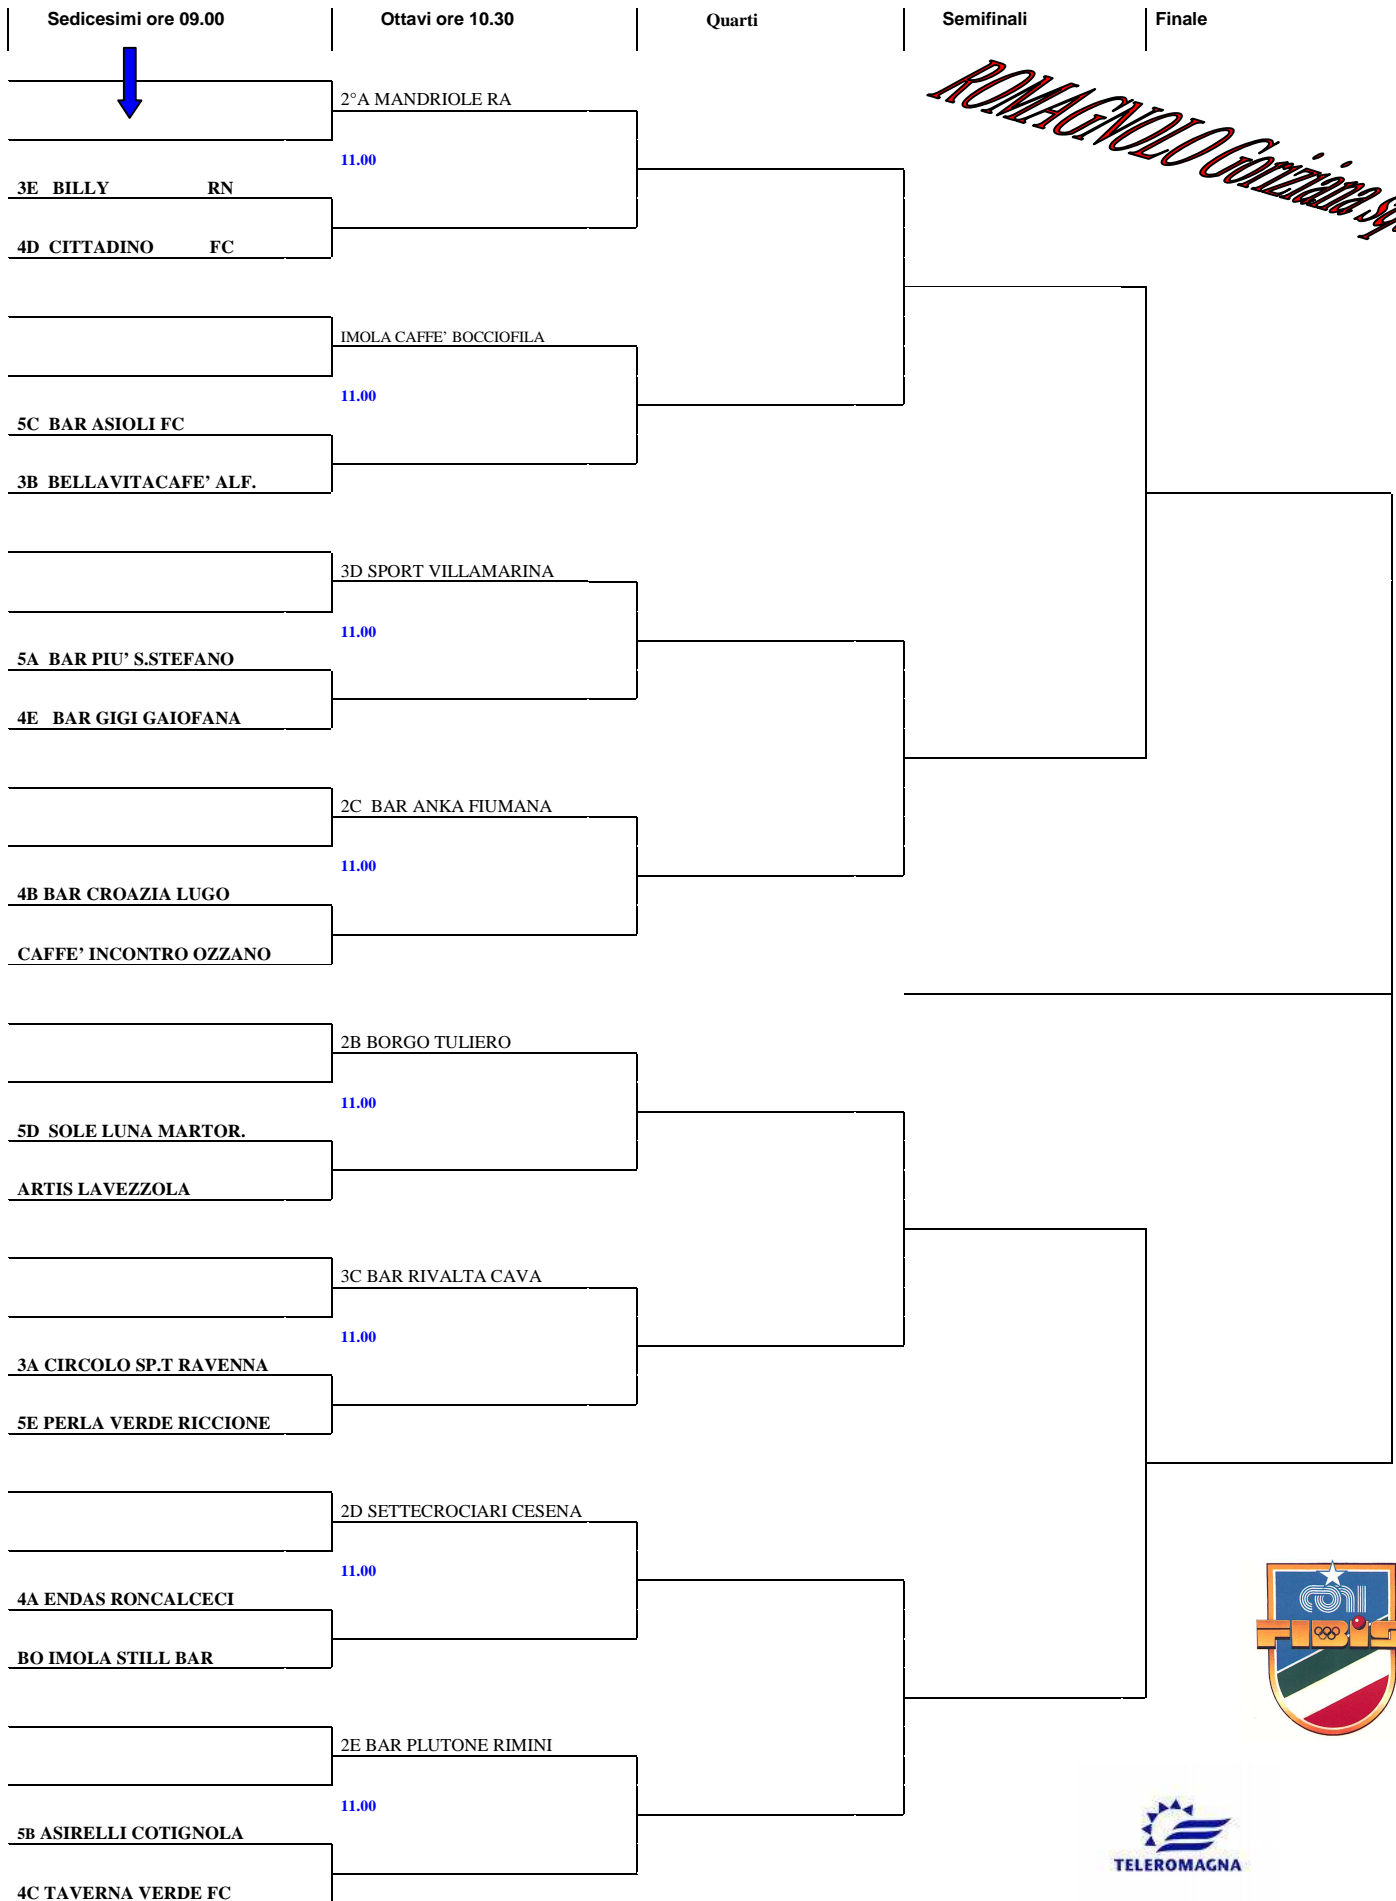 Sedicesimi ore 09.00 Ottavi ore 10.30 Quarti Semifinali Finale
ROMAGNOLO Goriziana
2°A MANDRIOLE RA
11.00
3E BILLY RN
4D CITTADINO FC
IMOLA CAFFE’ BOCCIOFILA
11.00
5C BAR ASIOLI FC
3B BELLAVITACAFE’ ALF.
3D SPORT VILLAMARINA
11.00
5A BAR PIU’ S.STEFANO
4E BAR GIGI GAIOFANA
2C BAR ANKA FIUMANA
11.00
4B BAR CROAZIA LUGO
CAFFE’ INCONTRO OZZANO
2B BORGO TULIERO
11.00
5D SOLE LUNA MARTOR.
ARTIS LAVEZZOLA
3C BAR RIVALTA CAVA
11.00
3A CIRCOLO SP.T RAVENNA
5E PERLA VERDE RICCIONE
2D SETTECROCIARI CESENA
11.00
4A ENDAS RONCALCECI
BO IMOLA STILL BAR
CONI
FIBIS
2E BAR PLUTONE RIMINI
11.00
5B ASIRELLI COTIGNOLA
TELEROMAGNA
4C TAVERNA VERDE FC